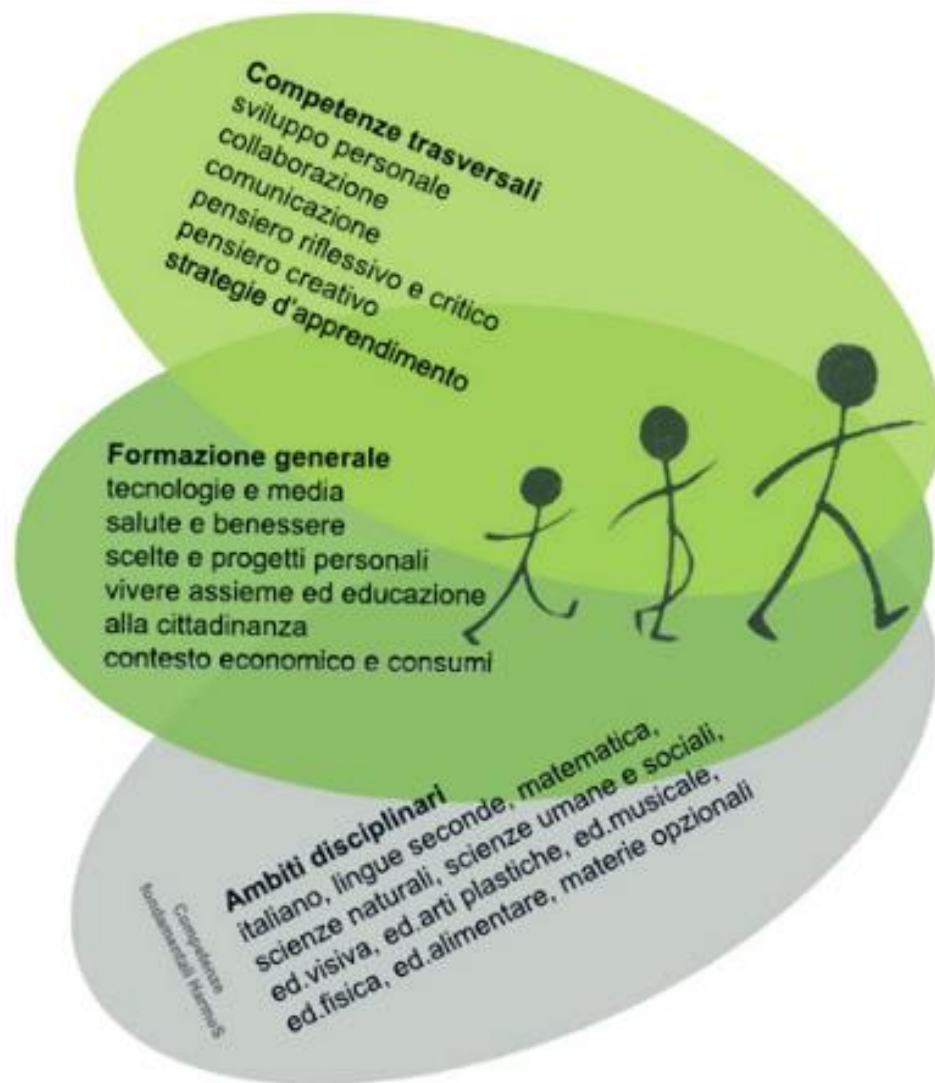 Competenze trasversali
sviluppo personale
collaborazione
comunicazione
pensiero riflessivo e critico
pensiero creativo
strategie d'apprendimento
Formazione generale
tecnologie e media
salute e benessere
scelte e progetti personali
vivere assieme ed educazione
alla cittadinanza
contesto economico e consumi
Ambiti disciplinari
italiano, lingue seconde, matematica,
scienze naturali, scienze umane e sociali,
ed.visiva, ed.arti plastiche, ed.musicale,
ed.fisica, ed.alimentare, materie opzionali
Competenze
fondamentali HarmoS